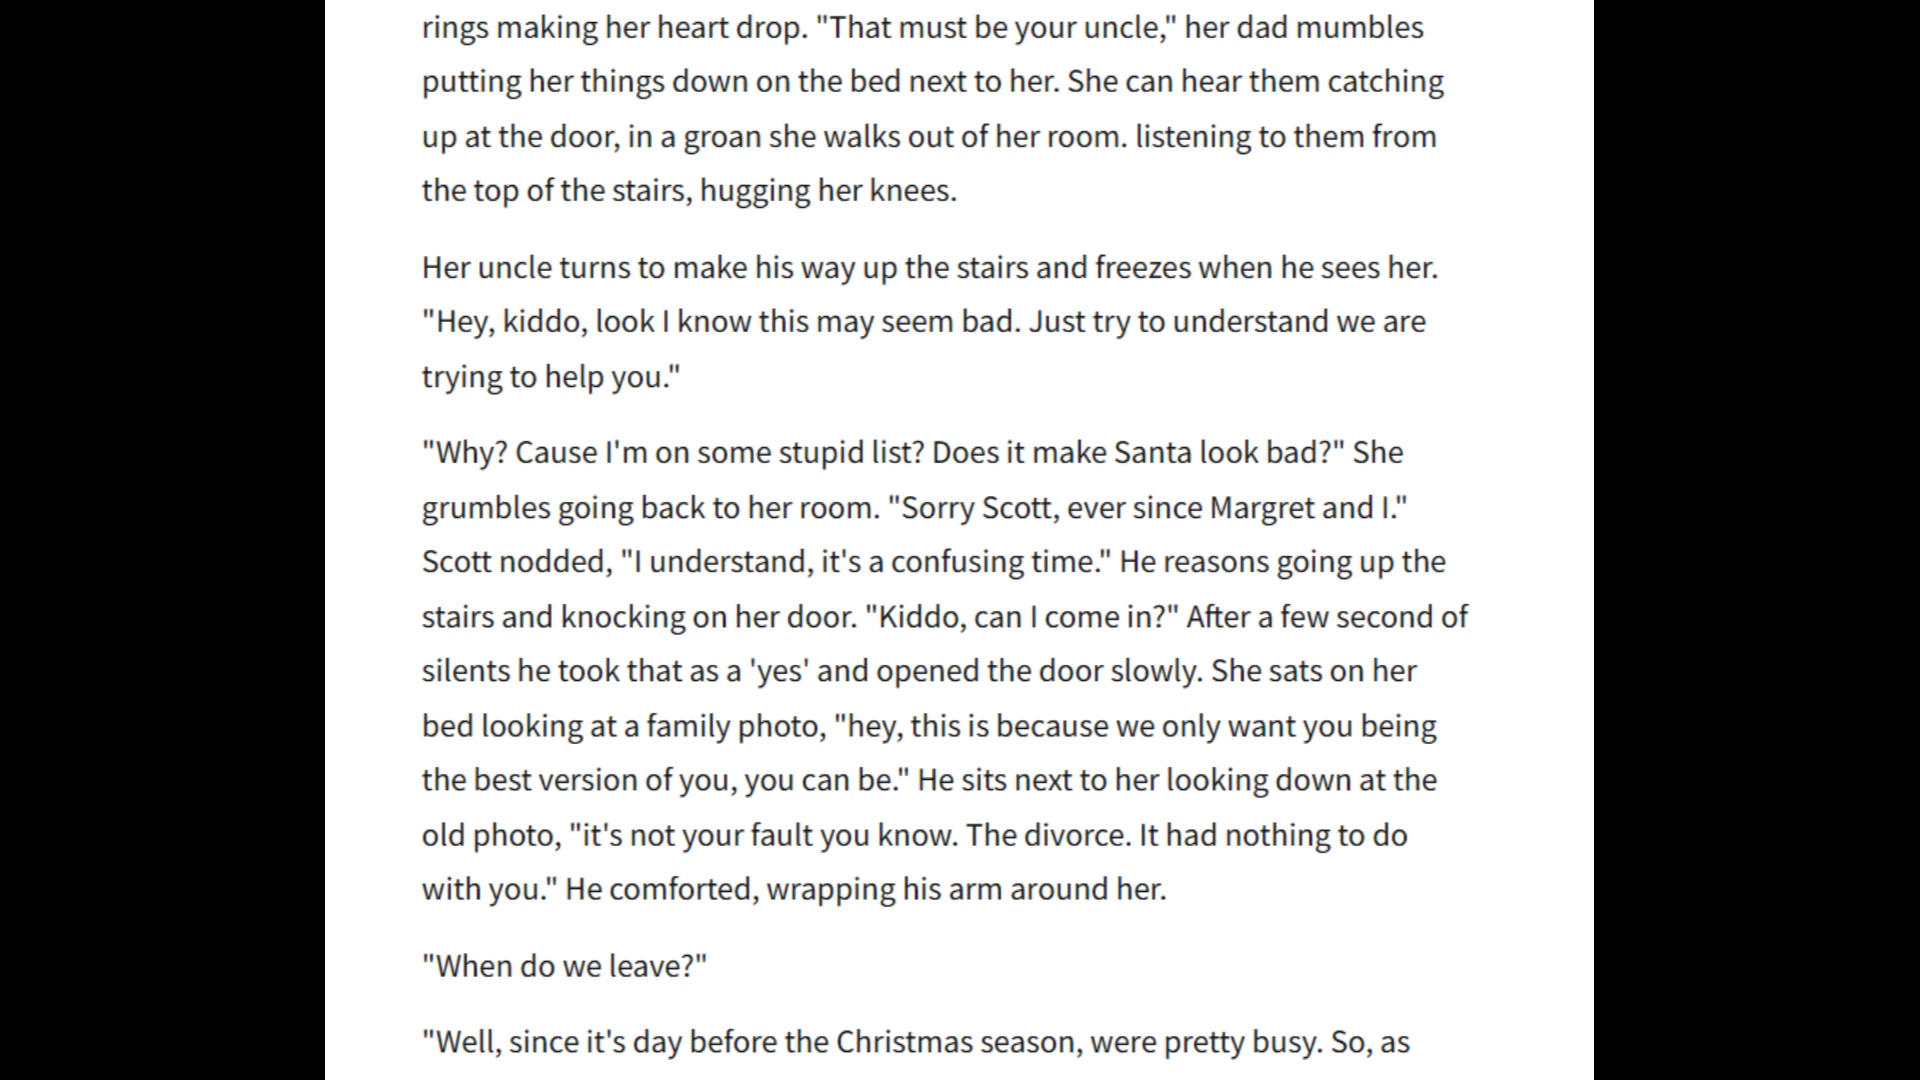 rings making her heart drop. "That must be your uncle," her dad mumbles
putting her things down on the bed next to her. She can hear them catching
up at the door, in a groan she walks out of her room. listening to them from
the top of the stairs, hugging her knees.
Her uncle turns to make his way up the stairs and freezes when he sees her.
"Hey, kiddo, look I know this may seem bad. Just try to understand we are
trying to help you."
"Why? Cause I'm on some stupid list? Does it make Santa look bad?" She
grumbles going back to her room. "Sorry Scott, ever since Margret and I."
Scott nodded, "I understand, it's a confusing time." He reasons going up the
stairs and knocking on her door. "Kiddo, can I come in?" After a few second of
silents he took that as a 'yes' and opened the door slowly. She sats on her
bed looking at a family photo, "hey, this is because we only want you being
the best version of you, you can be." He sits next to her looking down at the
old photo, "it's not your fault you know. The divorce. It had nothing to do
with you." He comforted, wrapping his arm around her.
"When do we leave?"
"Well, since it's day before the Christmas season, were pretty busy. So, as